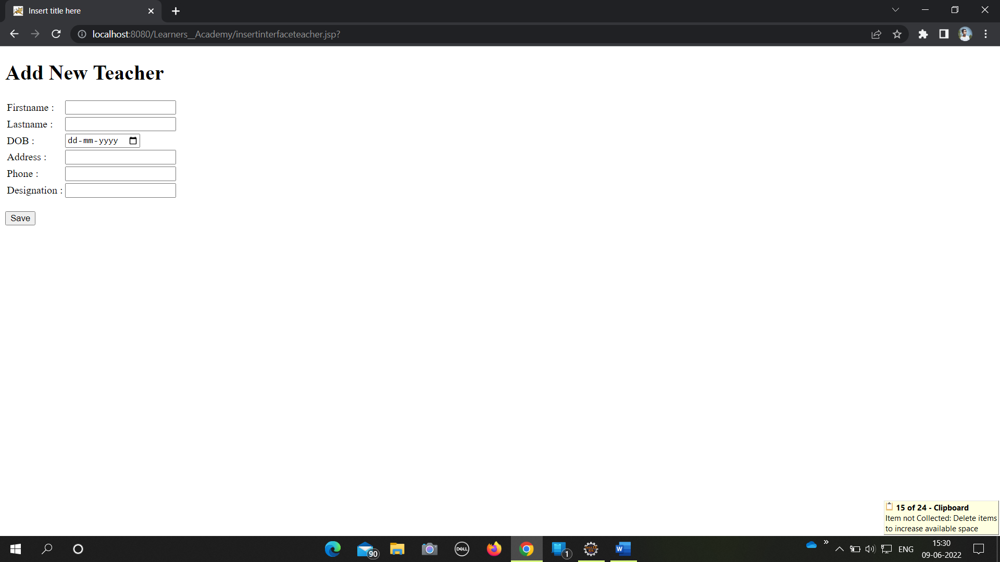 Insert title here
localhost:8080/Learners__Academy/insertinterfaceteacher.jsp?
Add New Teacher
Firstname :
Lastname :
DOB :
dd-mm-yyyy
Address :
Phone :
Designation :
Save
15 of 24 - Clipboard
Item not Collected: Delete items
to increase available space
90
DELL
1
W
ENG
15:30
09-06-2022